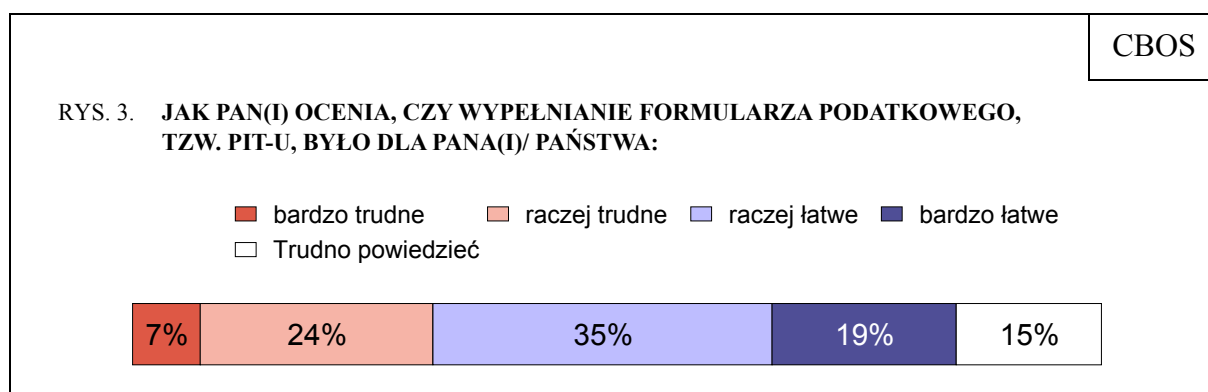 CBOS
RYS. 3. JAK PAN(I) OCENIA, CZY WYPEŁNIANIE FORMULARZA PODATKOWEGO,
TZW. PIT-U, BYŁO DLA PANA(I)/ PAŃSTWA:
bardzo trudne raczej trudne raczej łatwe bardzo łatwe
Trudno powiedzieć
7% 24% 35% 19% 15%